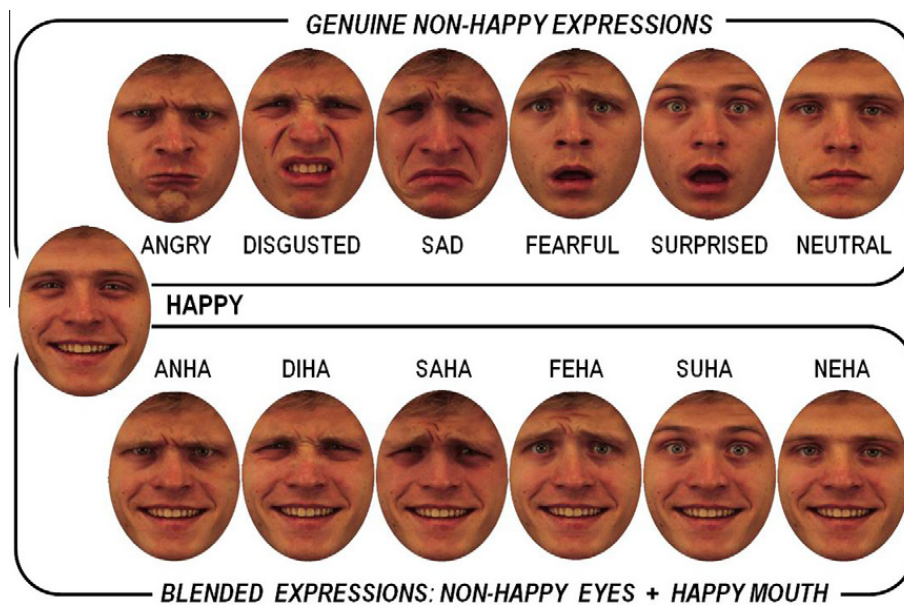 GENUINE NON-HAPPY EXPRESSIONS
ANGRY DISGUSTED SAD FEARFUL SURPRISED NEUTRAL
HAPPY
ANHA DIHA SAHA FEHA SUHA NEHA
BLENDED EXPRESSIONS: NON-HAPPY EYES + HAPPY MOUTH